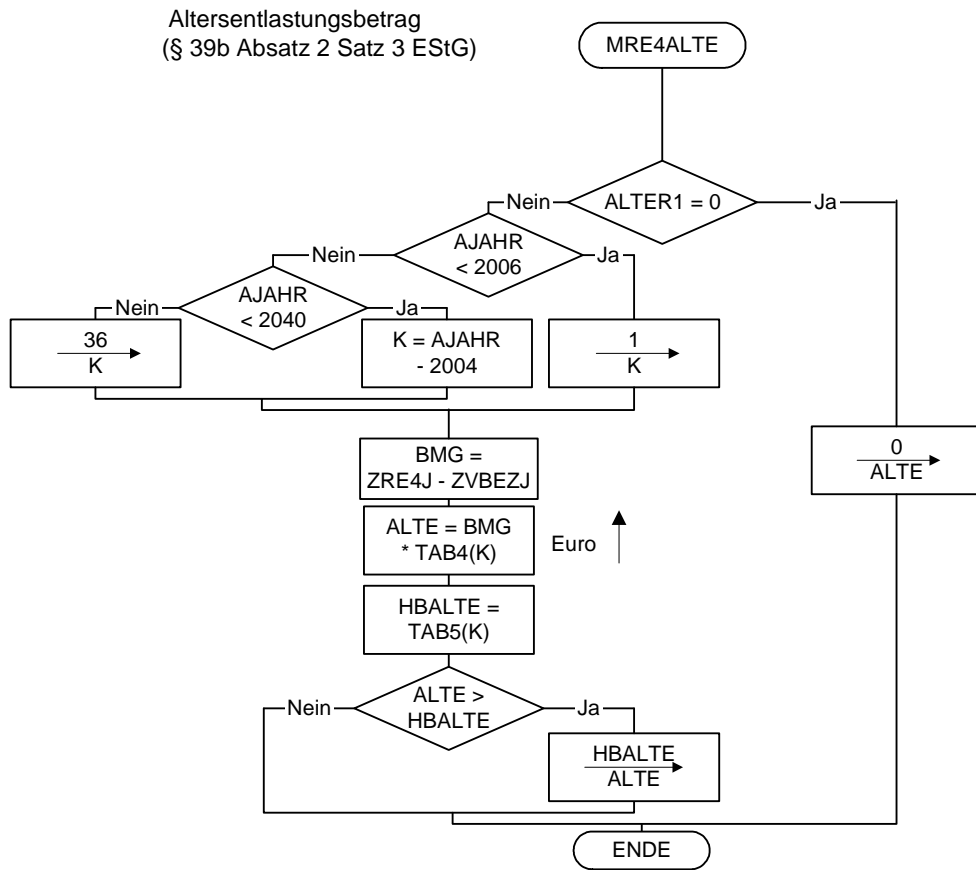 Altersentlastungsbetrag
(§ 39b Absatz 2 Satz 3 EStG)
MRE4ALTE
ALTER1 = 0
Nein
Ja
AJAHR
< 2006
Nein
Ja
AJAHR
< 2040
Nein
Ja
36
K
K = AJAHR
- 2004
1
K
BMG =
ZRE4J - ZVBEZJ
0
ALTE
ALTE = BMG
* TAB4(K)
Euro
HBALTE =
TAB5(K)
ALTE >
HBALTE
Nein
Ja
HBALTE
ALTE
ENDE